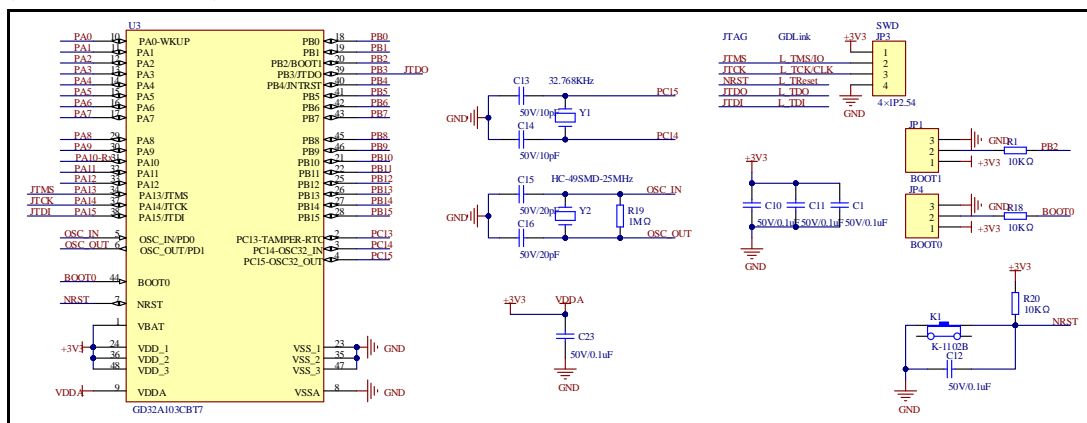 U3
PA0 10 PA0-WKUP PB0 18 PB0
PA1 11 PA1 PB1 19 PB1
PA2 12 PA2 PB2/BOOT1 20 PB2
PA3 13 PA3 PB3/JTDO 39 PB3 JTDO
PA4 14 PA4 PB4/JNTRST 40 PB4
PA5 15 PA5 PB5 41 PB5
PA6 16 PA6 PB6 42 PB6
PA7 17 PA7 PB7 43 PB7
PA8 29 PA8 PB8 45 PB8
PA9 30 PA9 PB9 46 PB9
PA10-Rx 31 PA10 PB10 21 PB10
PA11 32 PA11 PB11 22 PB11
PA12 33 PA12 PB12 25 PB12
JTMS PA13 34 PA13/JTMS PB13 26 PB13
JTCK PA14 37 PA14/JTCK PB14 27 PB14
JTDI PA15 38 PA15/JTDI PB15 28 PB15
OSC_IN 5 OSC_IN/PD0 PC13-TAMPER-RTC 2 PC13
OSC_OUT 6 OSC_OUT/PD1 PC14-OSC32_IN 3 PC14
PC15-OSC32_OUT 4 PC15
BOOT0 44 BOOT0
NRST 7 NRST
1 VBAT
+3V3 24 VDD_1 VSS_1 23 GND
36 VDD_2 VSS_2 35
48 VDD_3 VSS_3 47
VDDA 9 VDDA VSSA 8 GND
GD32A103CBT7
C13 32.768KHz
PC15
50V/10pF
GND Y1
C14
PC14
50V/10pF
C15 HC-49SMD-25MHz
OSC_IN
50V/20pF
GND Y2 R19
1MΩ
C16
OSC_OUT
50V/20pF
+3V3 VDDA
C23
50V/0.1uF
GND
JTAG GDLink
JTMS L_TMS/IO
JTCK L_TCK/CLK
NRST L_TReset
JTDO L_TDO
JTDI L_TDI
SWD
JP3
+3V3
1
2
3
4
GND
4×1P2.54
JP1
3 GND
2 R1 PB2
1 +3V3 10KΩ
BOOT1
JP4
3 GND
2 R18 BOOT0
1 +3V3 10KΩ
BOOT0
+3V3
C10 C11 C1
50V/0.1uF 50V/0.1uF 50V/0.1uF
GND
+3V3
R20
10KΩ
K1 NRST
K-1102B
C12
50V/0.1uF
GND